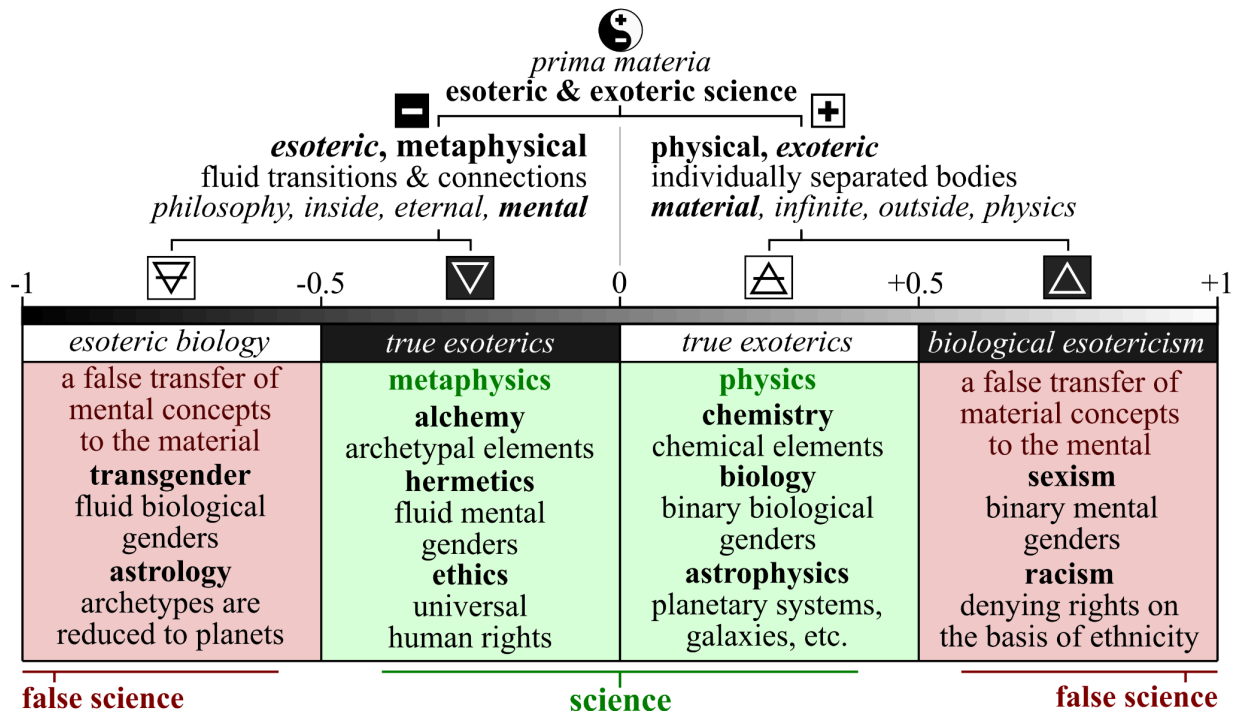 prima materia
esoteric & exoteric science
esoteric, metaphysical
fluid transitions & connections
philosophy, inside, eternal, mental
physical, exoteric
individually separated bodies
material, infinite, outside, physics
-1
-0.5
0
+0.5
+1
esoteric biology
a false transfer of
mental concepts
to the material
transgender
fluid biological
genders
astrology
archetypes are
reduced to planets
true esoterics
metaphysics
alchemy
archetypal elements
hermetics
fluid mental
genders
ethics
universal
human rights
true exoterics
physics
chemistry
chemical elements
biology
binary biological
genders
astrophysics
planetary systems,
galaxies, etc.
biological esotericism
a false transfer of
material concepts
to the mental
sexism
binary mental
genders
racism
denying rights on
the basis of ethnicity
false science
science
false science